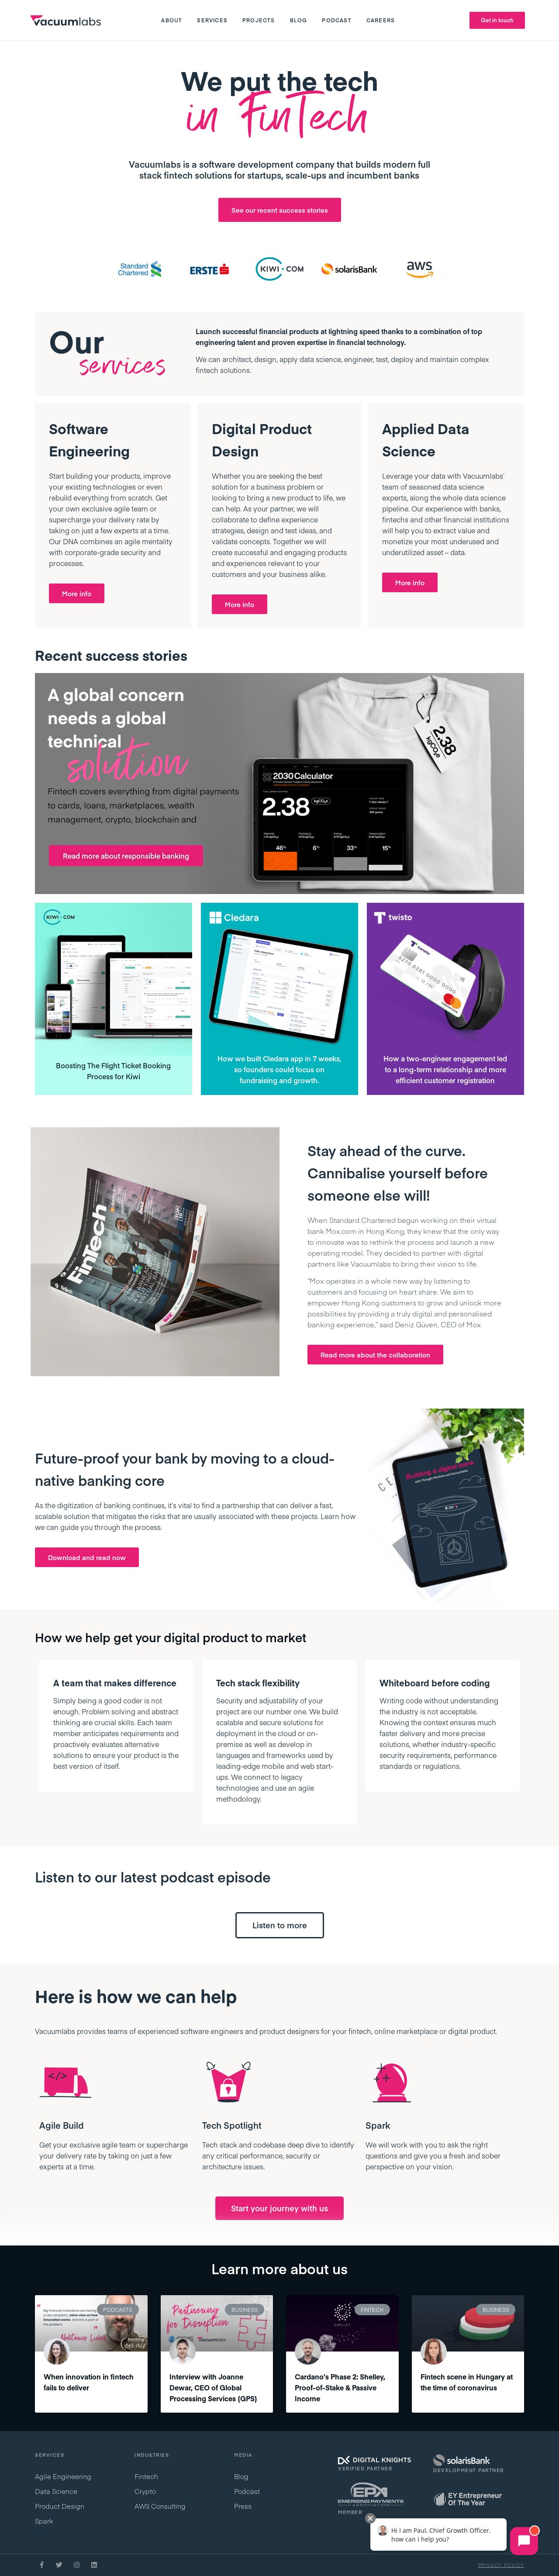 vacuumlabs
ABOUT SERVICES PROJECTS BLOG PODCAST CAREERS
Get in touch
We put the tech
in FinTech
Vacuumlabs is a software development company that builds modern full
stack fintech solutions for startups, scale-ups and incumbent banks
See our recent success stories
Standard Chartered
ERSTE
KIWI.COM
solarisBank
aws
Our
services
Launch successful financial products at lightning speed thanks to a combination of top
engineering talent and proven expertise in financial technology.
We can architect, design, apply data science, engineer, test, deploy and maintain complex
fintech solutions.
Software
Engineering
Start building your products, improve
your existing technologies or even
rebuild everything from scratch. Get
your own exclusive agile team or
supercharge your delivery rate by
taking on just a few experts at a time.
Our DNA combines an agile mentality
with corporate-grade security and
processes.
More info
Digital Product
Design
Whether you are seeking the best
solution for a business problem or
looking to bring a new product to life, we
can help. As your partner, we will
collaborate to define experience
strategies, design and test ideas, and
validate concepts. Together we will
create successful and engaging products
and experiences relevant to your
customers and your business alike.
More info
Applied Data
Science
Leverage your data with Vacuumlabs'
team of seasoned data science
experts, along the whole data science
pipeline. Our experience with banks,
fintechs and other financial institutions
will help you to extract value and
monetize your most underused and
underutilized asset – data.
More info
Recent success stories
A global concern
needs a global
technical
solution
Fintech covers everything from digital payments
to cards, loans, marketplaces, wealth
management, crypto, blockchain and
Read more about responsible banking
2030 Calculator
2.38 kgCO₂e
46% 6% 33% 15%
2.38
kgCO₂e
KIWI.COM
Boosting The Flight Ticket Booking
Process for Kiwi
Cledara
How we built Cledara app in 7 weeks,
so founders could focus on
fundraising and growth.
twisto
twisto
How a two-engineer engagement led
to a long-term relationship and more
efficient customer registration
FinTech
Stay ahead of the curve.
Cannibalise yourself before
someone else will!
When Standard Chartered begun working on their virtual
bank Mox.com in Hong Kong, they knew that the only way
to innovate was to rethink the process and launch a new
operating model. They decided to partner with digital
partners like Vacuumlabs to bring their vision to life.
"Mox operates in a whole new way by listening to
customers and focusing on heart share. We aim to
empower Hong Kong customers to grow and unlock more
possibilities by providing a truly digital and personalised
banking experience," said Deniz Güven, CEO of Mox.
Read more about the collaboration
Future-proof your bank by moving to a cloud-
native banking core
As the digitization of banking continues, it's vital to find a partnership that can deliver a fast,
scalable solution that mitigates the risks that are usually associated with these projects. Learn how
we can guide you through the process.
Download and read now
Building a digital bank
with Thought Machine and Vacuumlabs
How we help get your digital product to market
A team that makes difference
Simply being a good coder is not
enough. Problem solving and abstract
thinking are crucial skills. Each team
member anticipates requirements and
proactively evaluates alternative
solutions to ensure your product is the
best version of itself.
Tech stack flexibility
Security and adjustability of your
project are our number one. We build
scalable and secure solutions for
deployment in the cloud or on-
premise as well as develop in
languages and frameworks used by
leading-edge mobile and web start-
ups. We connect to legacy
technologies and use an agile
methodology.
Whiteboard before coding
Writing code without understanding
the industry is not acceptable.
Knowing the context ensures much
faster delivery and more precise
solutions, whether industry-specific
security requirements, performance
standards or regulations.
Listen to our latest podcast episode
Listen to more
Here is how we can help
Vacuumlabs provides teams of experienced software engineers and product designers for your fintech, online marketplace or digital product.
Agile Build
Get your exclusive agile team or supercharge
your delivery rate by taking on just a few
experts at a time.
Tech Spotlight
Tech stack and codebase deep dive to identify
any critical performance, security or
architecture issues.
Spark
We will work with you to ask the right
questions and give you a fresh and sober
perspective on your vision.
Start your journey with us
Learn more about us
PODCASTS
When innovation in fintech
fails to deliver
Partnering
for Disruption
BUSINESS
Interview with Joanne
Dewar, CEO of Global
Processing Services (GPS)
FINTECH
SHELLEY
Cardano's Phase 2: Shelley,
Proof-of-Stake & Passive
Income
BUSINESS
Fintech scene in Hungary at
the time of coronavirus
SERVICES
Agile Engineering
Data Science
Product Design
Spark
INDUSTRIES
Fintech
Crypto
AWS Consulting
MEDIA
Blog
Podcast
Press
DIGITAL KNIGHTS
VERIFIED PARTNER
solarisBank
DEVELOPMENT PARTNER
EPX
EMERGING PAYMENTS
MEMBER
EY Entrepreneur
Of The Year
Hi I am Paul, Chief Growth Officer,
how can I help you?
PRIVACY POLICY